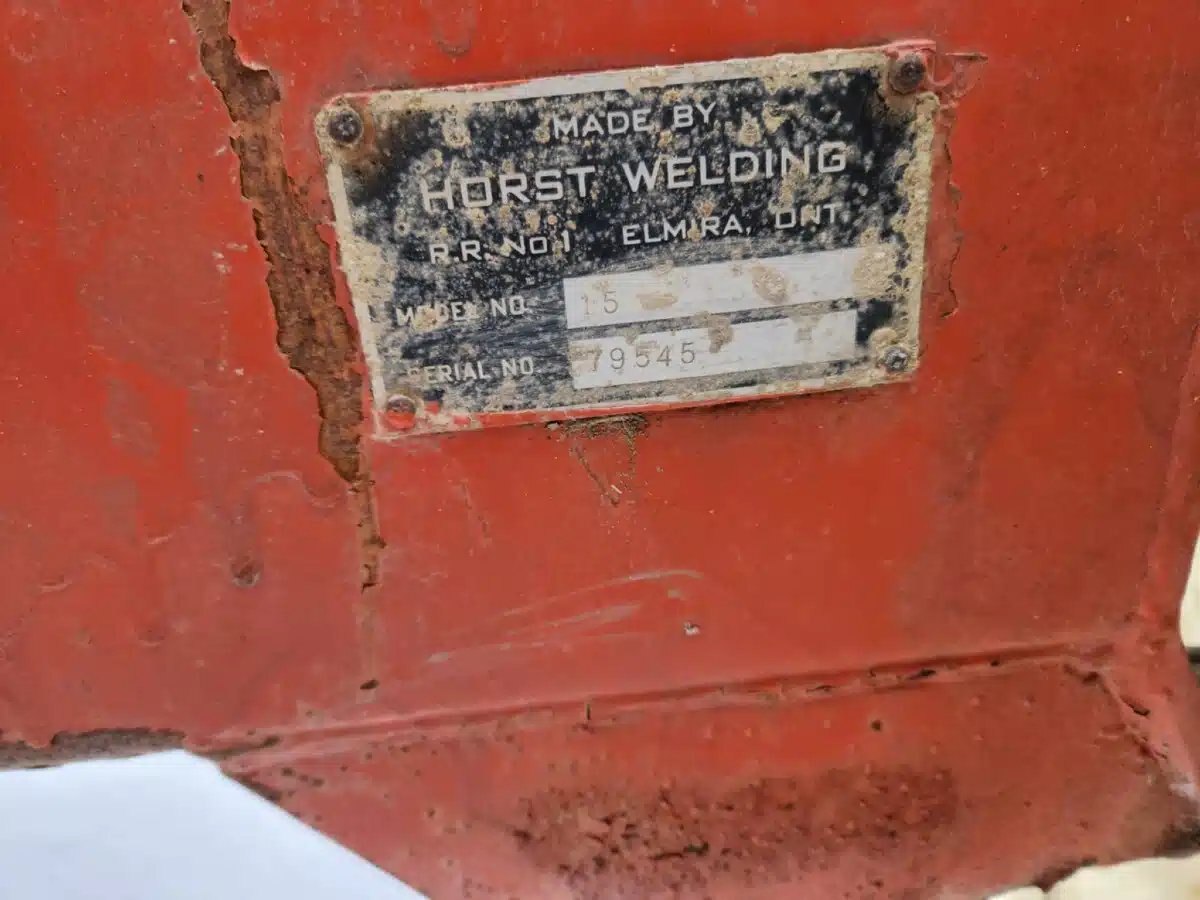 MADE BY
HORST WELDING
R.R. No 1 ELMIRA, ONT.
MODEL NO. 15
SERIAL NO 79545